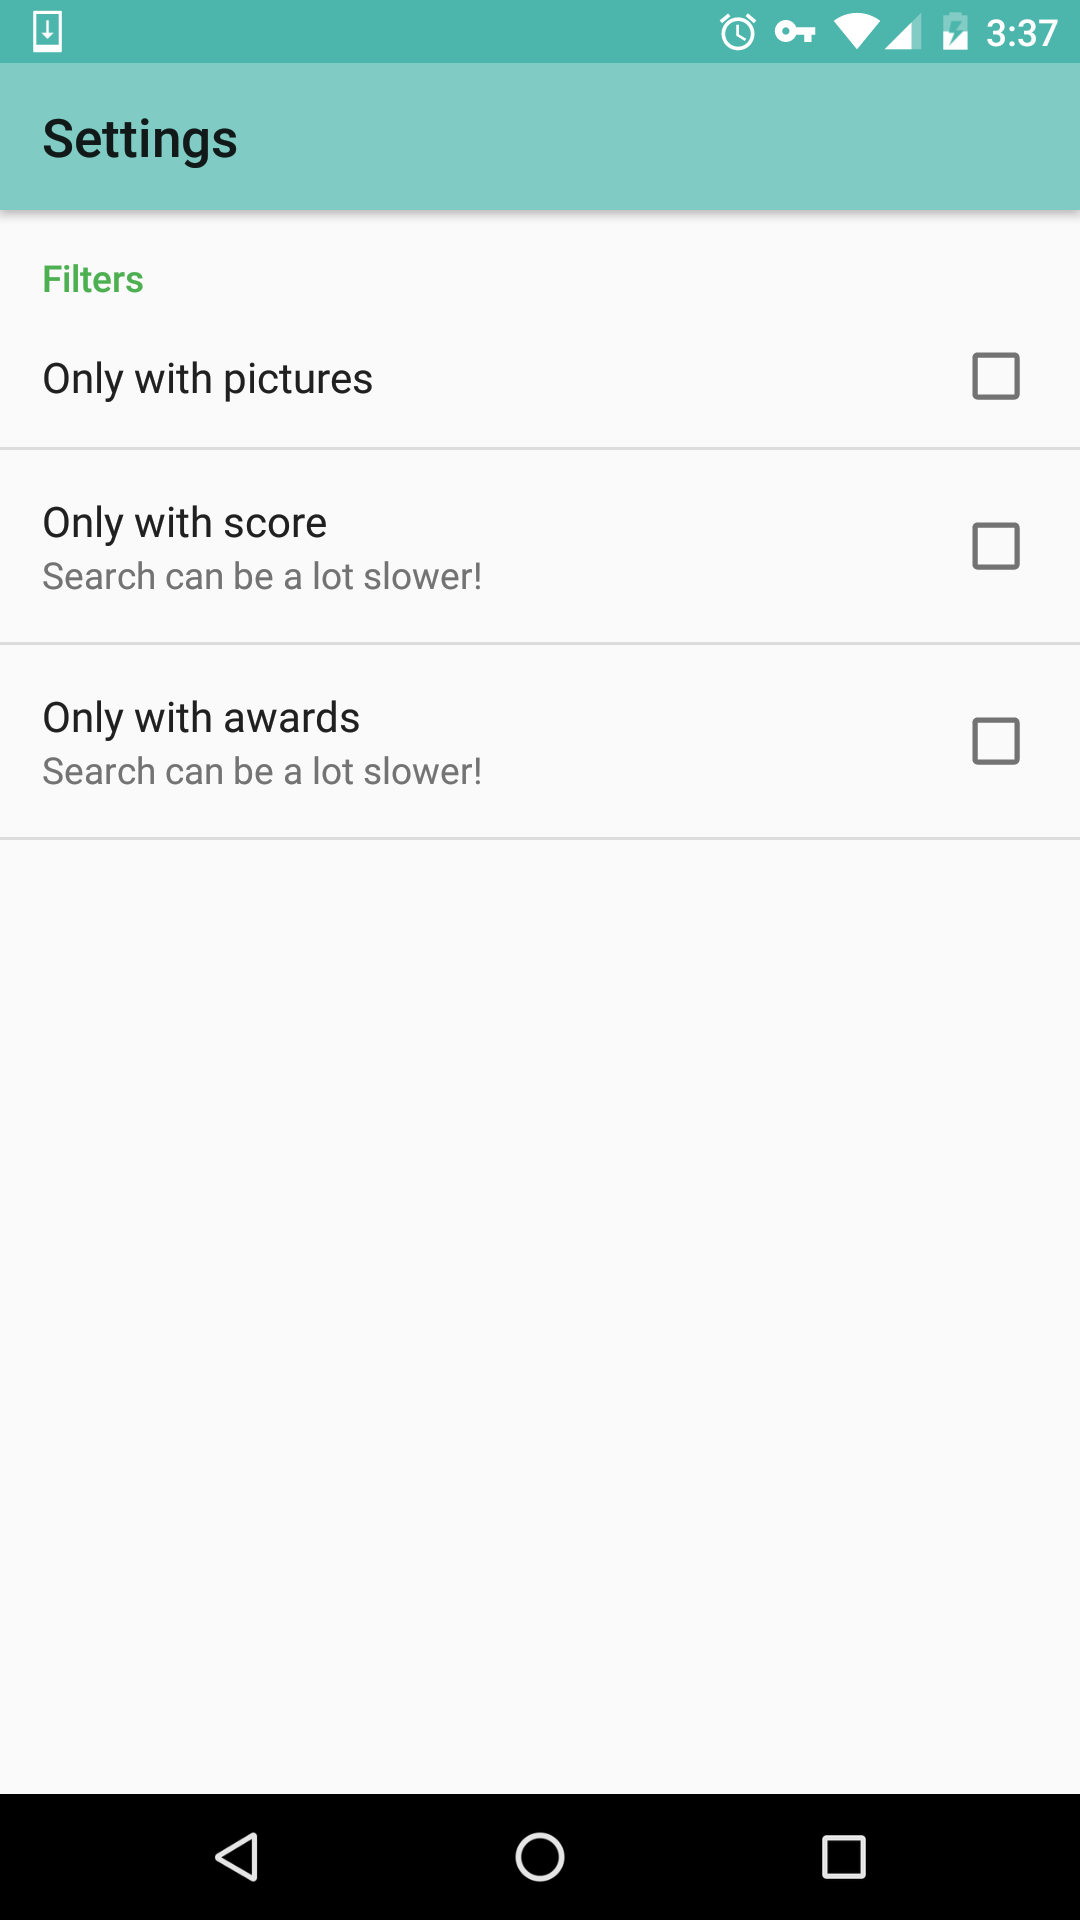 3:37
Settings
Filters
Only with pictures
Only with score
Search can be a lot slower!
Only with awards
Search can be a lot slower!